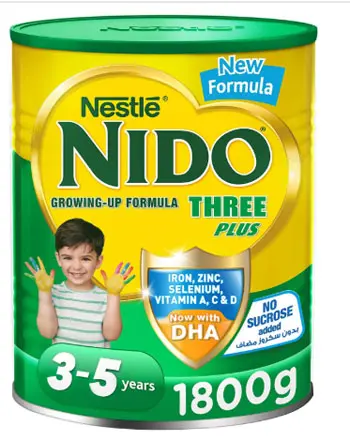 New
Formula
Nestlé®
NIDO®
GROWING-UP FORMULA THREE
PLUS
IRON, ZINC,
SELENIUM,
VITAMIN A, C & D
Now with
DHA
NO
SUCROSE
added
بدون سكروز مضاف
3-5 years
1800g